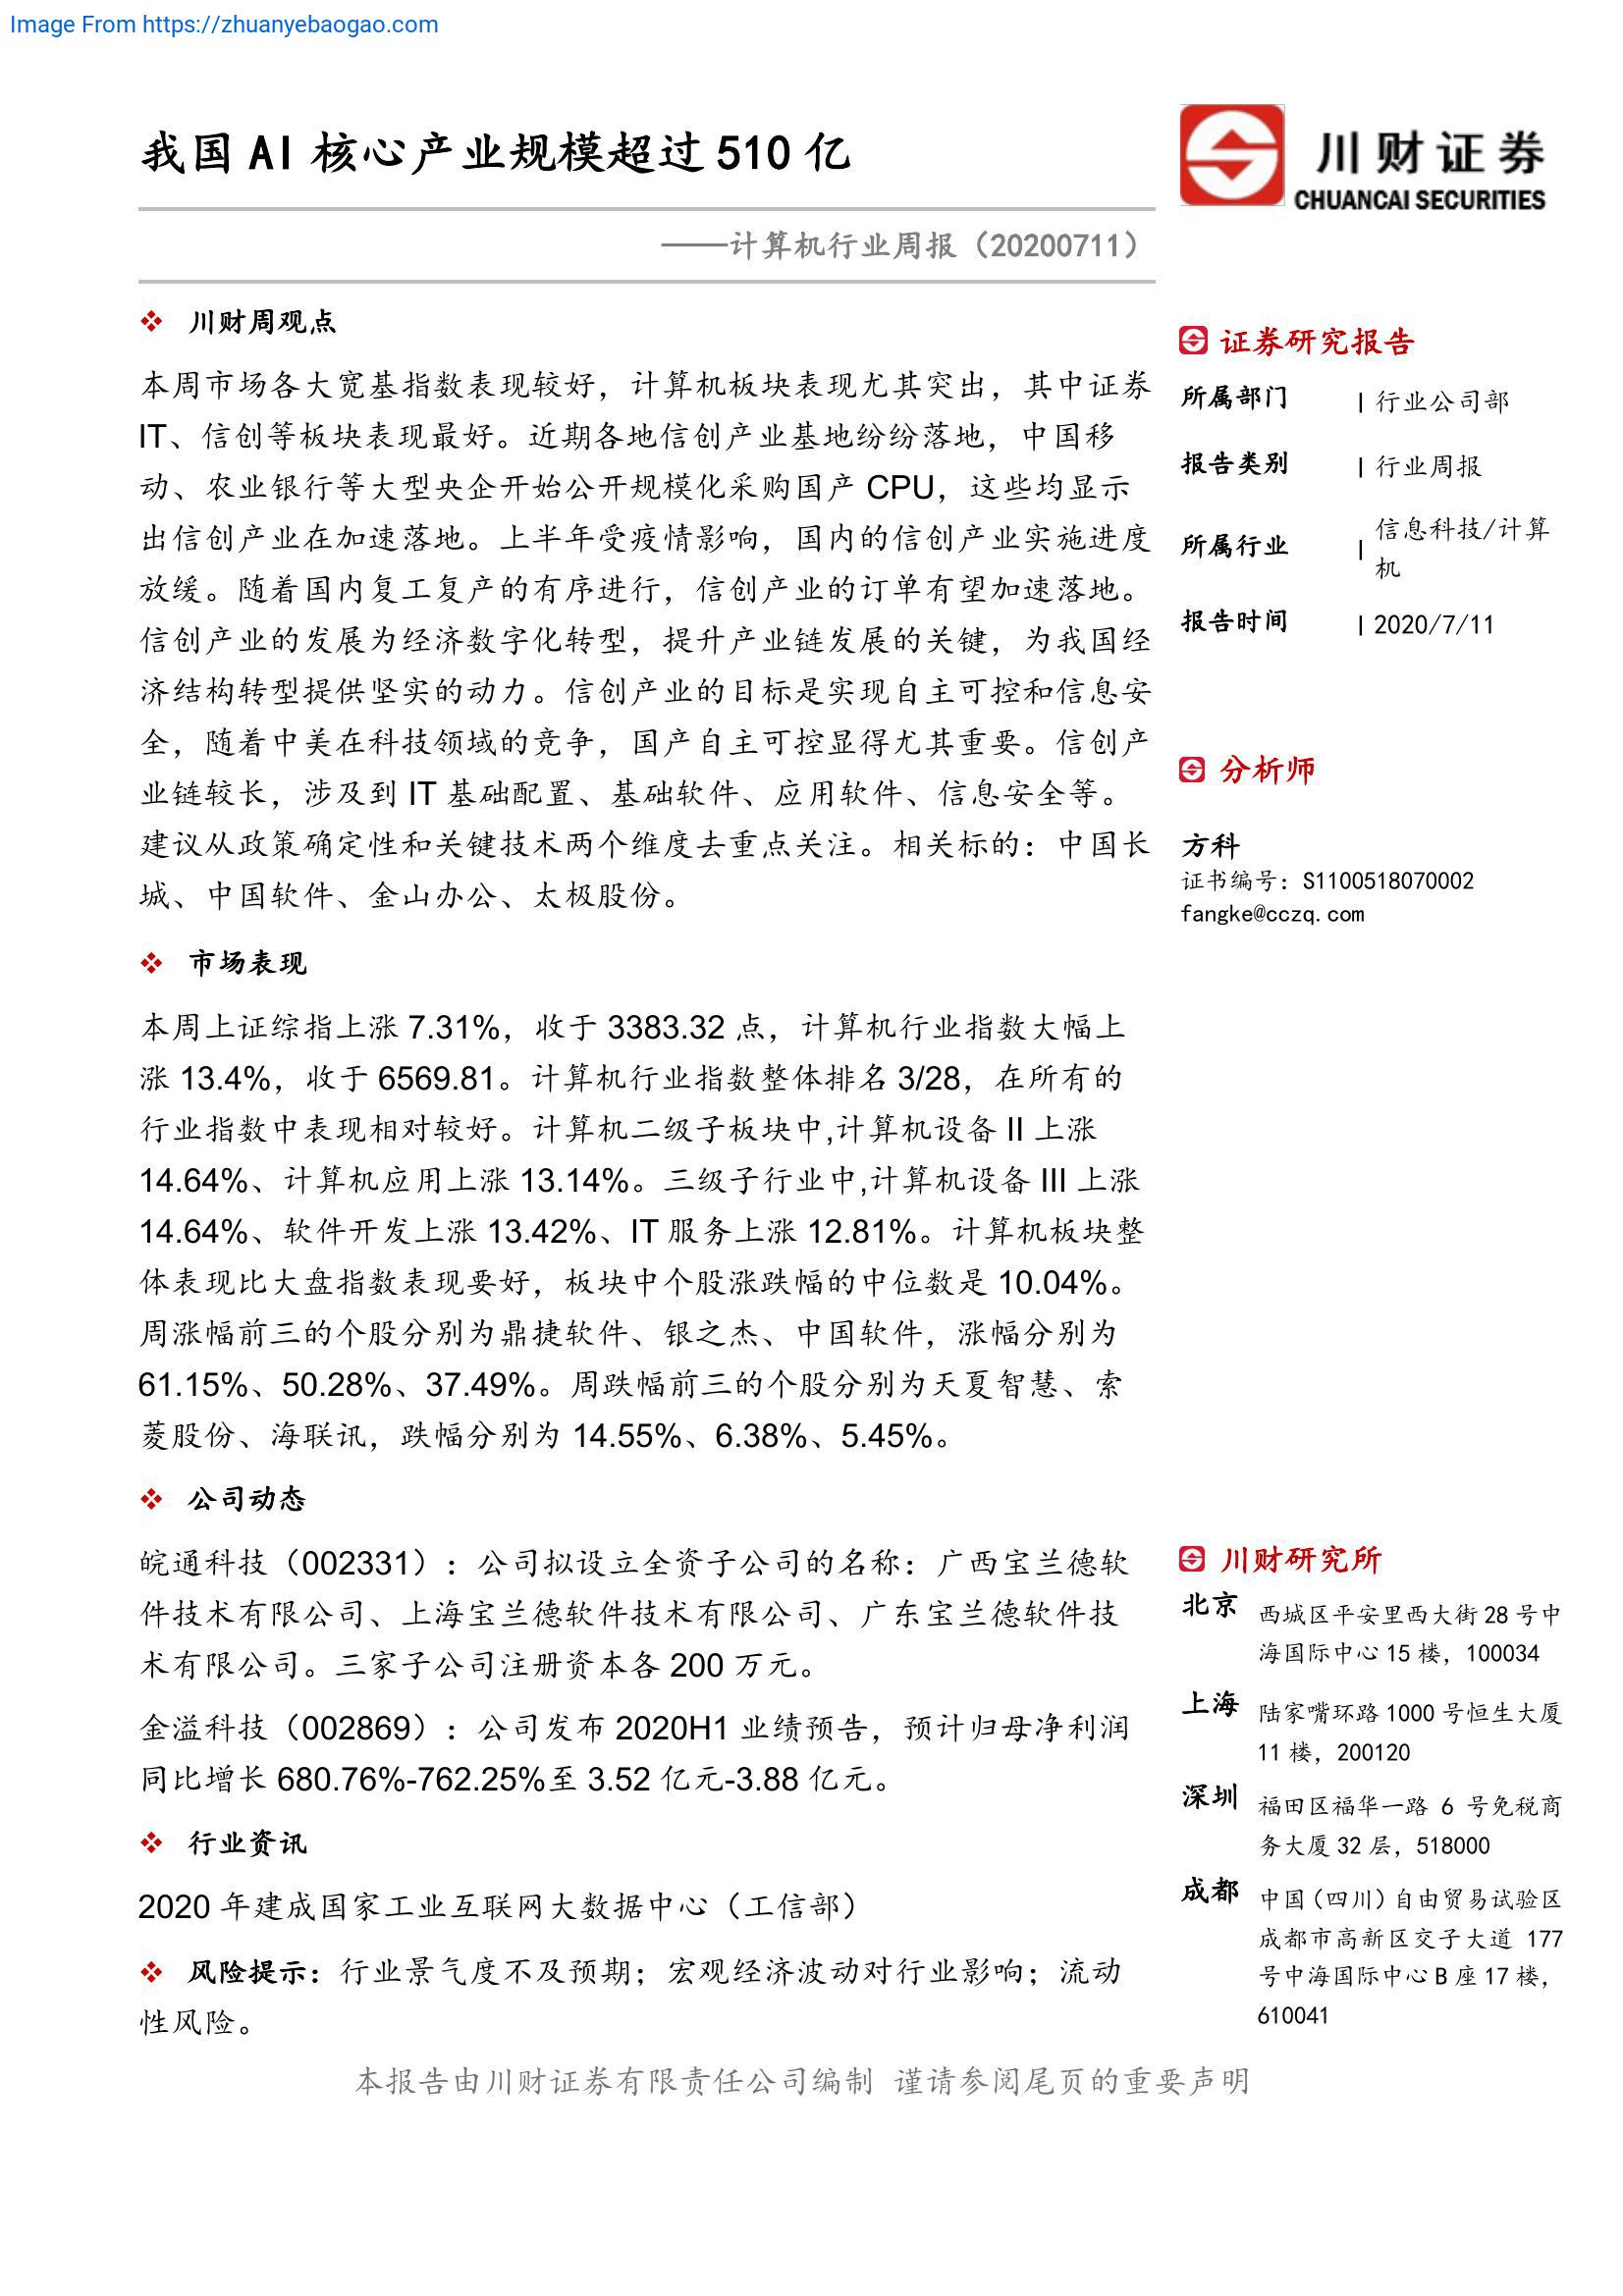 Image From https://zhuanyebaogao.com
我国 AI 核心产业规模超过 510 亿
——计算机行业周报（20200711）
川财证券
CHUANCAI SECURITIES
川财周观点
本周市场各大宽基指数表现较好，计算机板块表现尤其突出，其中证券
IT、信创等板块表现最好。近期各地信创产业基地纷纷落地，中国移
动、农业银行等大型央企开始公开规模化采购国产 CPU，这些均显示
出信创产业在加速落地。上半年受疫情影响，国内的信创产业实施进度
放缓。随着国内复工复产的有序进行，信创产业的订单有望加速落地。
信创产业的发展为经济数字化转型，提升产业链发展的关键，为我国经
济结构转型提供坚实的动力。信创产业的目标是实现自主可控和信息安
全，随着中美在科技领域的竞争，国产自主可控显得尤其重要。信创产
业链较长，涉及到 IT 基础配置、基础软件、应用软件、信息安全等。
建议从政策确定性和关键技术两个维度去重点关注。相关标的：中国长
城、中国软件、金山办公、太极股份。
市场表现
本周上证综指上涨 7.31%，收于 3383.32 点，计算机行业指数大幅上
涨 13.4%，收于 6569.81。计算机行业指数整体排名 3/28，在所有的
行业指数中表现相对较好。计算机二级子板块中,计算机设备 II 上涨
14.64%、计算机应用上涨 13.14%。三级子行业中,计算机设备 III 上涨
14.64%、软件开发上涨 13.42%、IT 服务上涨 12.81%。计算机板块整
体表现比大盘指数表现要好，板块中个股涨跌幅的中位数是 10.04%。
周涨幅前三的个股分别为鼎捷软件、银之杰、中国软件，涨幅分别为
61.15%、50.28%、37.49%。周跌幅前三的个股分别为天夏智慧、索
菱股份、海联讯，跌幅分别为 14.55%、6.38%、5.45%。
公司动态
皖通科技（002331）：公司拟设立全资子公司的名称：广西宝兰德软
件技术有限公司、上海宝兰德软件技术有限公司、广东宝兰德软件技
术有限公司。三家子公司注册资本各 200 万元。
金溢科技（002869）：公司发布 2020H1 业绩预告，预计归母净利润
同比增长 680.76%-762.25%至 3.52 亿元-3.88 亿元。
行业资讯
2020 年建成国家工业互联网大数据中心（工信部）
风险提示：行业景气度不及预期；宏观经济波动对行业影响；流动
性风险。
证券研究报告
所属部门 | 行业公司部
报告类别 | 行业周报
所属行业 | 信息科技/计算
机
报告时间 | 2020/7/11
分析师
方科
证书编号：S1100518070002
fangke@cczq.com
川财研究所
北京 西城区平安里西大街 28 号中
海国际中心 15 楼，100034
上海 陆家嘴环路 1000 号恒生大厦
11 楼，200120
深圳 福田区福华一路 6 号免税商
务大厦 32 层，518000
成都 中国（四川）自由贸易试验区
成都市高新区交子大道 177
号中海国际中心 B 座 17 楼，
610041
本报告由川财证券有限责任公司编制 谨请参阅尾页的重要声明